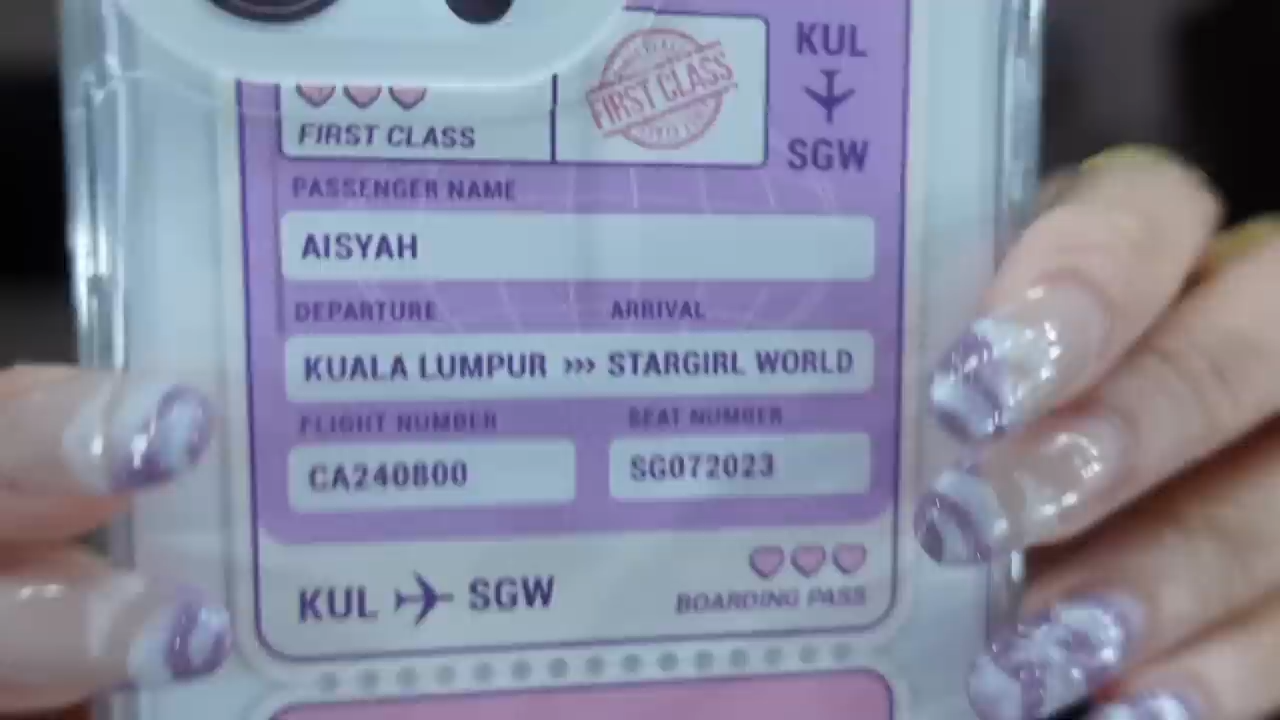 FIRST CLASS
FIRST CLASS
KUL
SGW
PASSENGER NAME
AISYAH
DEPARTURE ARRIVAL
KUALA LUMPUR >>> STARGIRL WORLD
FLIGHT NUMBER SEAT NUMBER
CA240800 SG072023
KUL SGW
BOARDING PASS